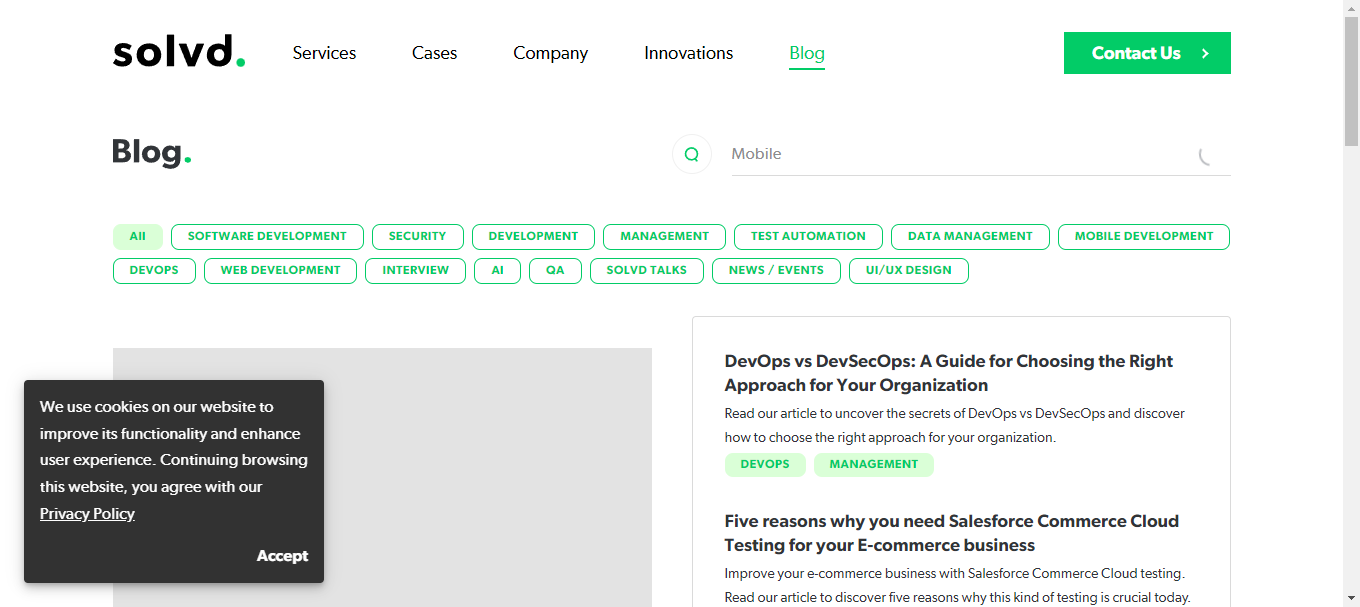 solvd.
Services
Cases
Company
Innovations
Blog
Contact Us
Blog.
Mobile
All
SOFTWARE DEVELOPMENT
SECURITY
DEVELOPMENT
MANAGEMENT
TEST AUTOMATION
DATA MANAGEMENT
MOBILE DEVELOPMENT
DEVOPS
WEB DEVELOPMENT
INTERVIEW
AI
QA
SOLVD TALKS
NEWS / EVENTS
UI/UX DESIGN
We use cookies on our website to
improve its functionality and enhance
user experience. Continuing browsing
this website, you agree with our
Privacy Policy
Accept
DevOps vs DevSecOps: A Guide for Choosing the Right
Approach for Your Organization
Read our article to uncover the secrets of DevOps vs DevSecOps and discover
how to choose the right approach for your organization.
DEVOPS
MANAGEMENT
Five reasons why you need Salesforce Commerce Cloud
Testing for your E-commerce business
Improve your e-commerce business with Salesforce Commerce Cloud testing.
Read our article to discover five reasons why this kind of testing is crucial today.